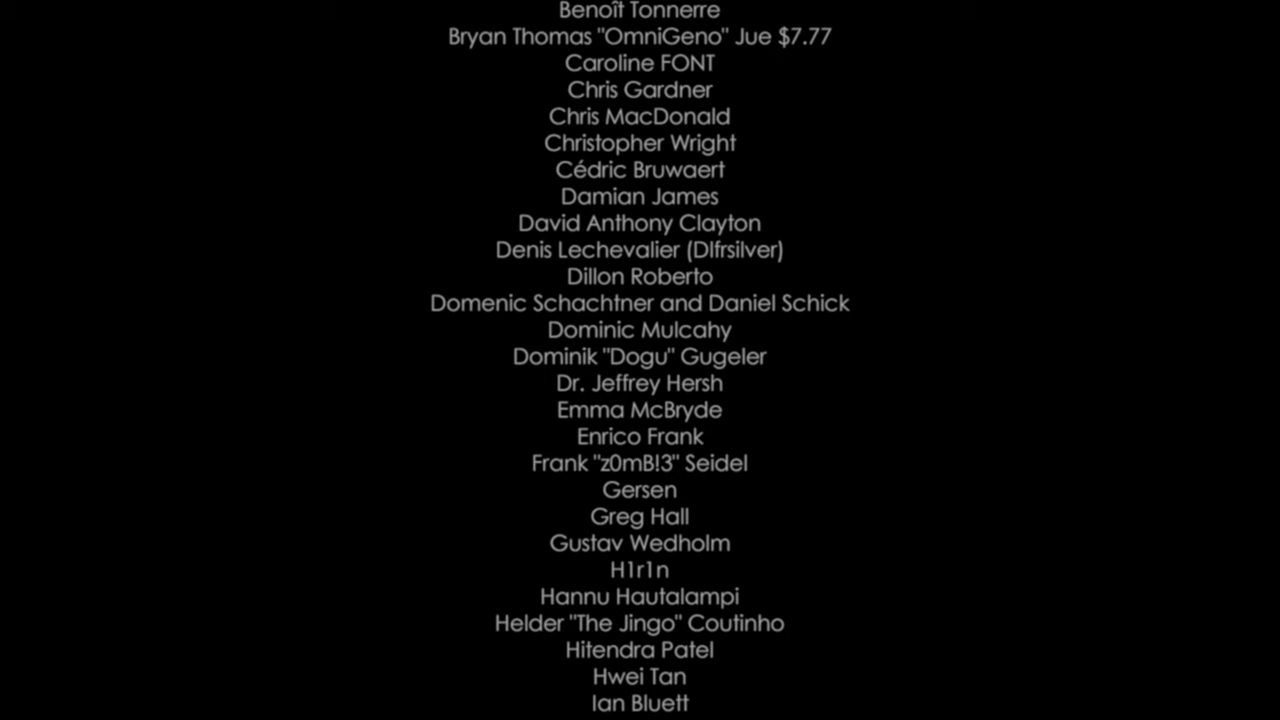 Benoît Tonnerre
Bryan Thomas "OmniGeno" Jue $7.77
Caroline FONT
Chris Gardner
Chris MacDonald
Christopher Wright
Cédric Bruwaert
Damian James
David Anthony Clayton
Denis Lechevalier (Dlfrsilver)
Dillon Roberto
Domenic Schachtner and Daniel Schick
Dominic Mulcahy
Dominik "Dogu" Gugeler
Dr. Jeffrey Hersh
Emma McBryde
Enrico Frank
Frank "z0mB!3" Seidel
Gersen
Greg Hall
Gustav Wedholm
H1r1n
Hannu Hautalampi
Helder "The Jingo" Coutinho
Hitendra Patel
Hwei Tan
Ian Bluett